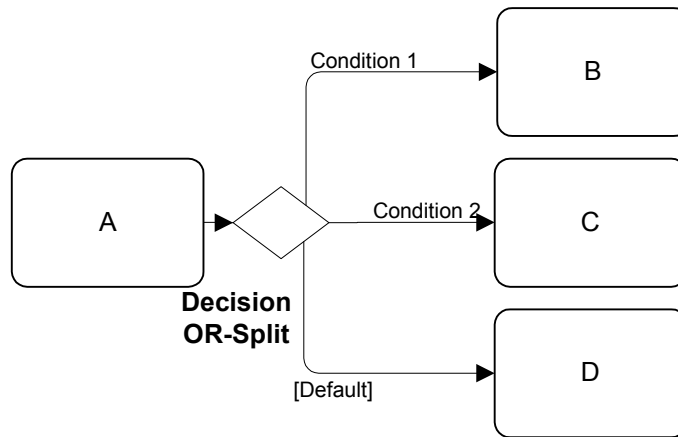 Condition 1
B
A
Condition 2
C
Decision
OR-Split
[Default]
D